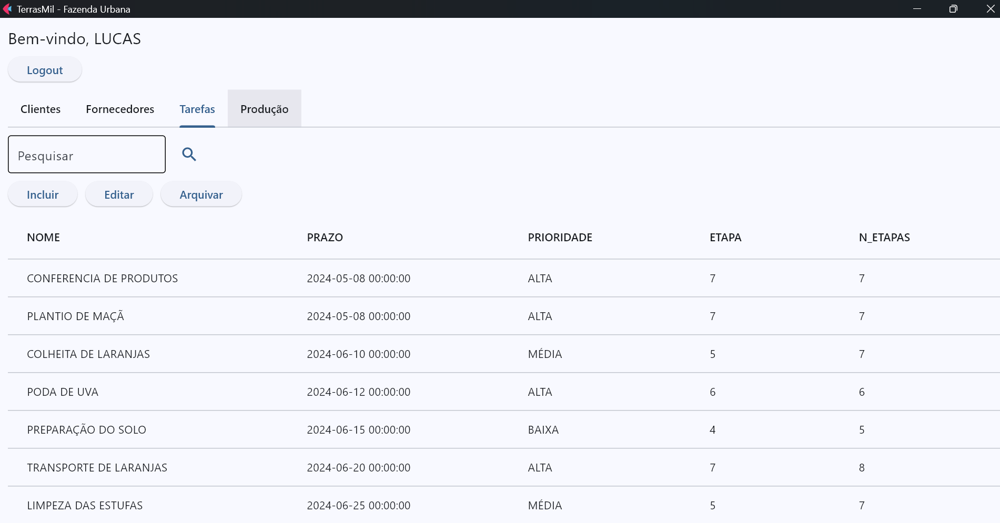 TerrasMil - Fazenda Urbana
Bem-vindo, LUCAS
Logout
Clientes Fornecedores Tarefas Produção
Pesquisar
Incluir Editar Arquivar
NOME PRAZO PRIORIDADE ETAPA N_ETAPAS
CONFERENCIA DE PRODUTOS 2024-05-08 00:00:00 ALTA 7 7
PLANTIO DE MAÇÃ 2024-05-08 00:00:00 ALTA 7 7
COLHEITA DE LARANJAS 2024-06-10 00:00:00 MÉDIA 5 7
PODA DE UVA 2024-06-12 00:00:00 ALTA 6 6
PREPARAÇÃO DO SOLO 2024-06-15 00:00:00 BAIXA 4 5
TRANSPORTE DE LARANJAS 2024-06-20 00:00:00 ALTA 7 8
LIMPEZA DAS ESTUFAS 2024-06-25 00:00:00 MÉDIA 5 7